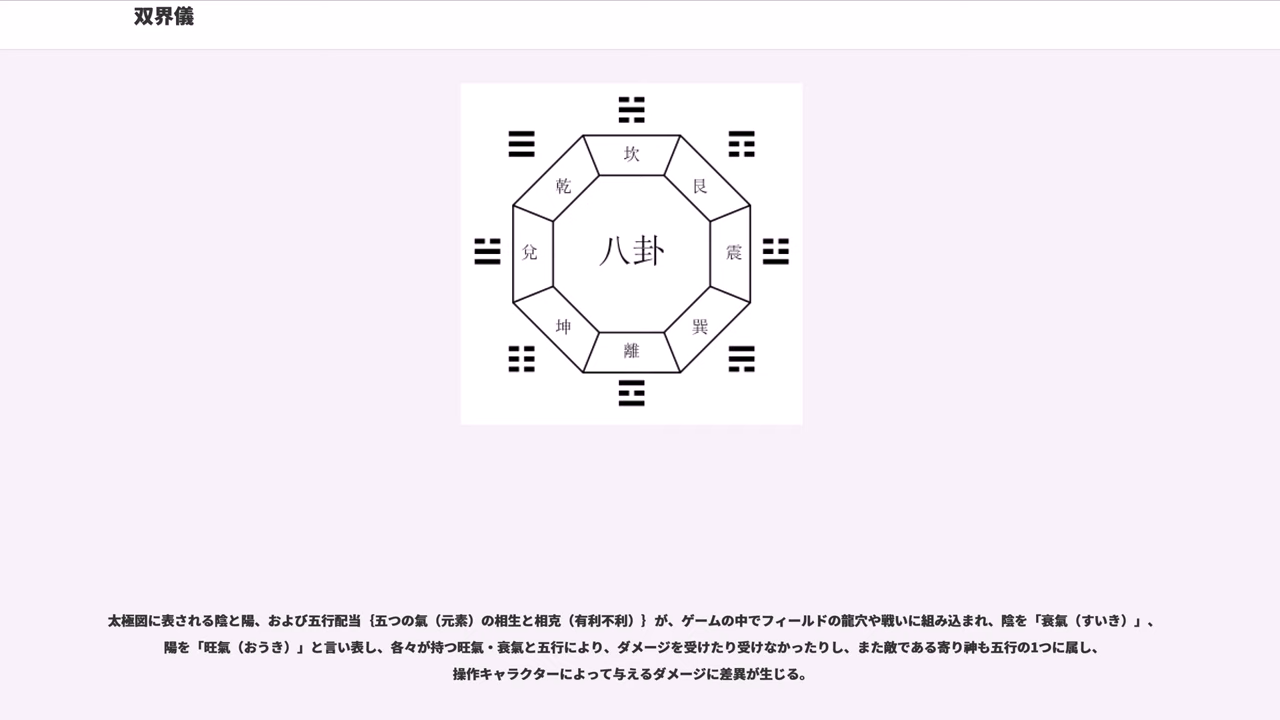 双界儀
坎
乾
艮
兌
八卦
震
坤
巽
離
太極図に表される陰と陽、および五行配当｛五つの氣（元素）の相生と相克（有利不利）｝が、ゲームの中でフィールドの龍穴や戦いに組み込まれ、陰を「衰氣（すいき）」、
陽を「旺氣（おうき）」と言い表し、各々が持つ旺氣・衰氣と五行により、ダメージを受けたり受けなかったりし、また敵である寄り神も五行の1つに属し、
操作キャラクターによって与えるダメージに差異が生じる。